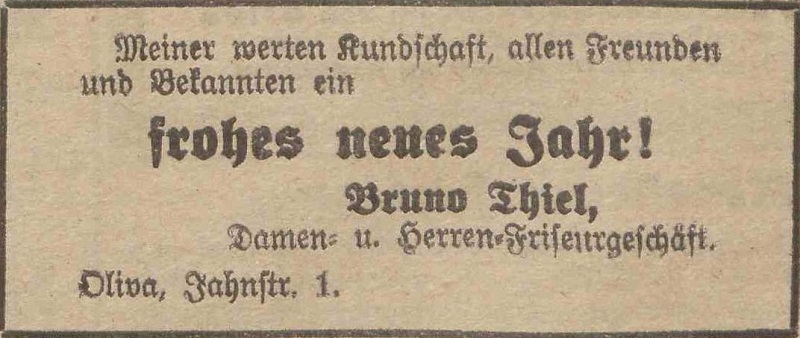 Meiner werten Kundschaft, allen Freunden
und Bekannten ein
frohes neues Jahr!
Bruno Thiel,
Damen- u. Herren-Friseurgeschäft.
Oliva, Jahnstr. 1.